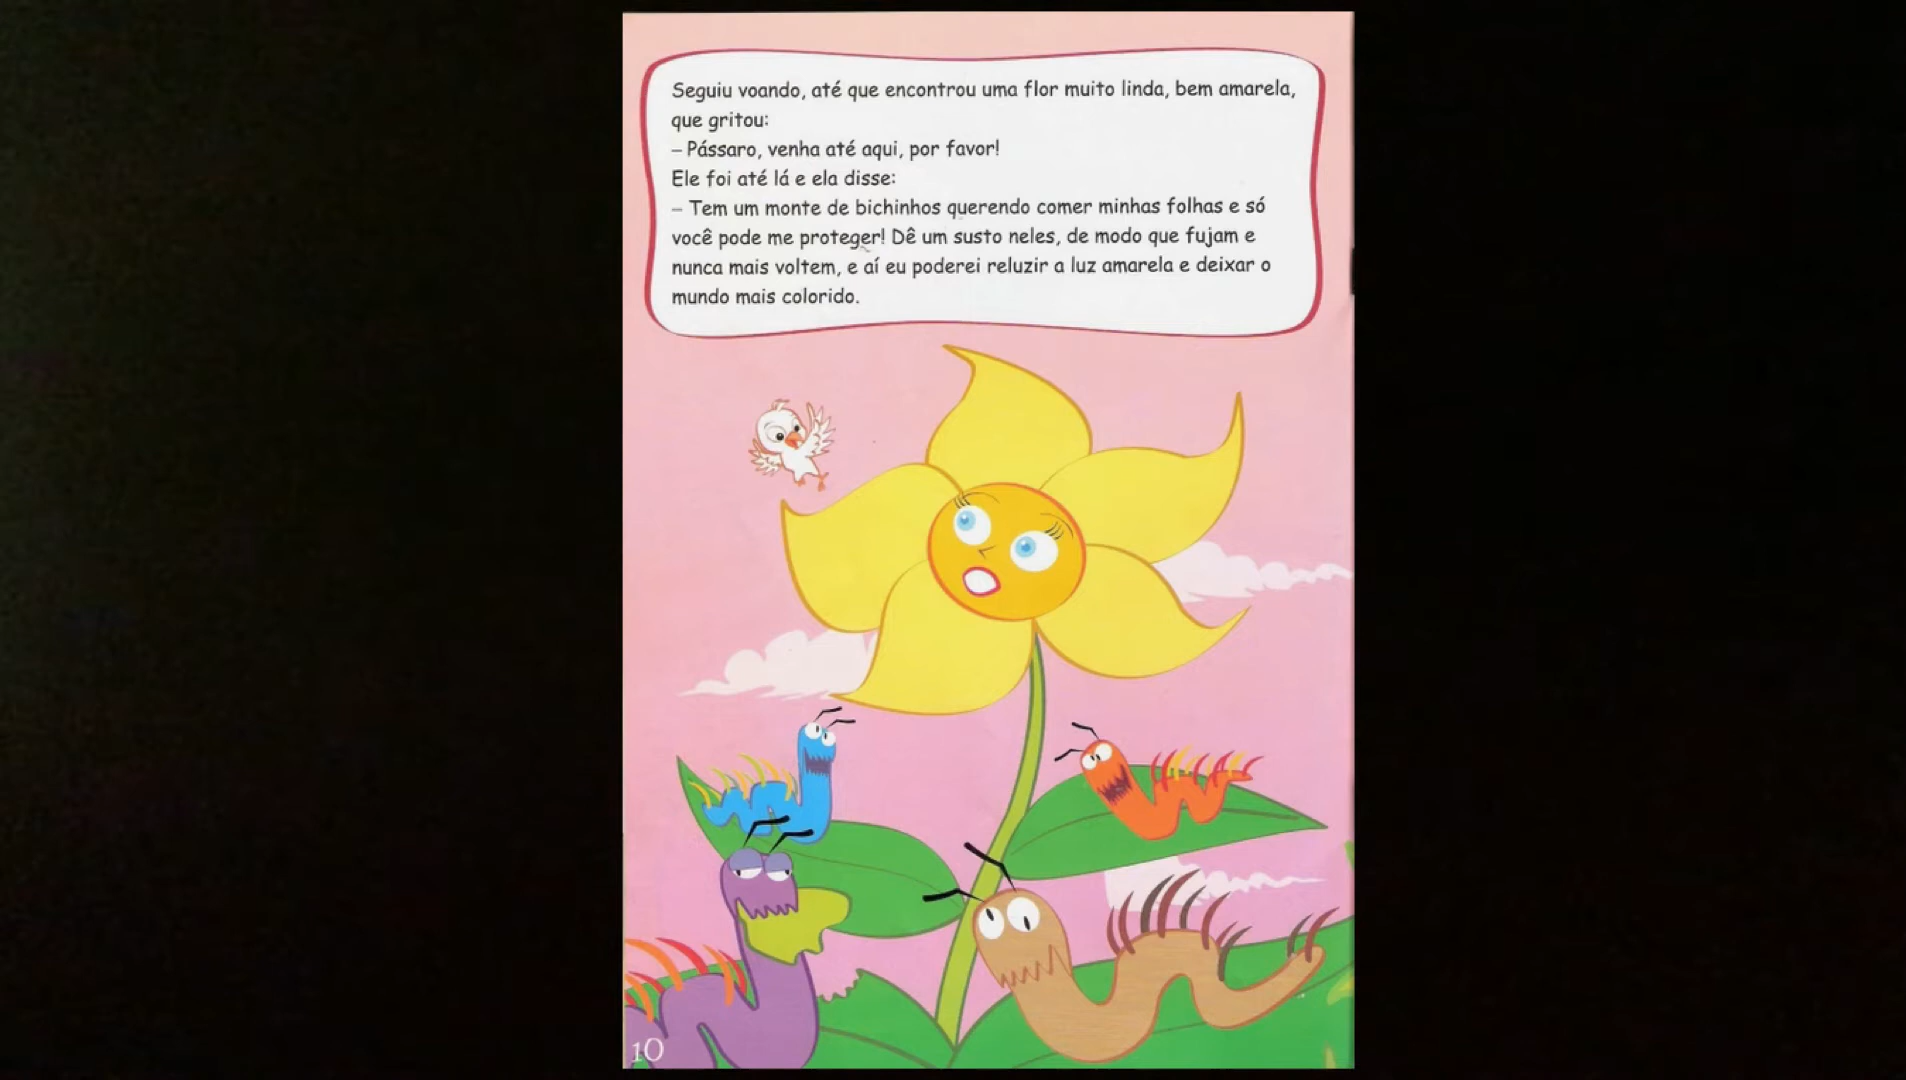 Seguiu voando, até que encontrou uma flor muito linda, bem amarela,
que gritou:
– Pássaro, venha até aqui, por favor!
Ele foi até lá e ela disse:
– Tem um monte de bichinhos querendo comer minhas folhas e só
você pode me proteger! Dê um susto neles, de modo que fujam e
nunca mais voltem, e aí eu poderei reluzir a luz amarela e deixar o
mundo mais colorido.
10